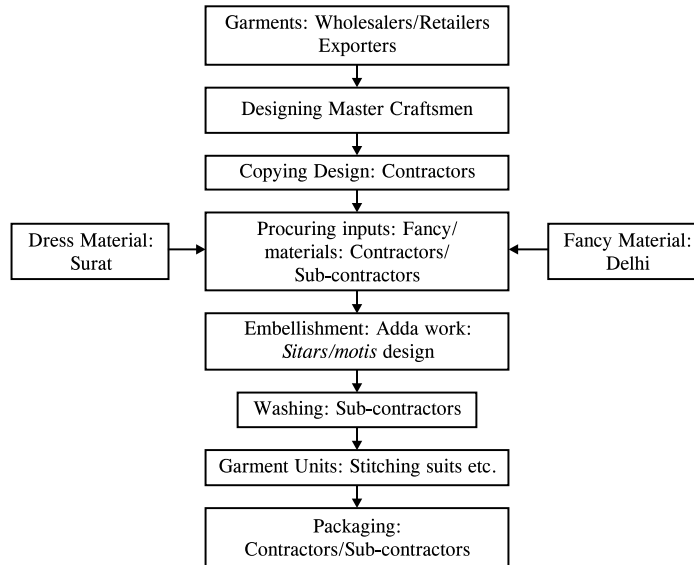 Garments: Wholesalers/Retailers
Exporters
Designing Master Craftsmen
Copying Design: Contractors
Dress Material:
Surat
Procuring inputs: Fancy/
materials: Contractors/
Sub-contractors
Fancy Material:
Delhi
Embellishment: Adda work:
Sitars/motis design
Washing: Sub-contractors
Garment Units: Stitching suits etc.
Packaging:
Contractors/Sub-contractors